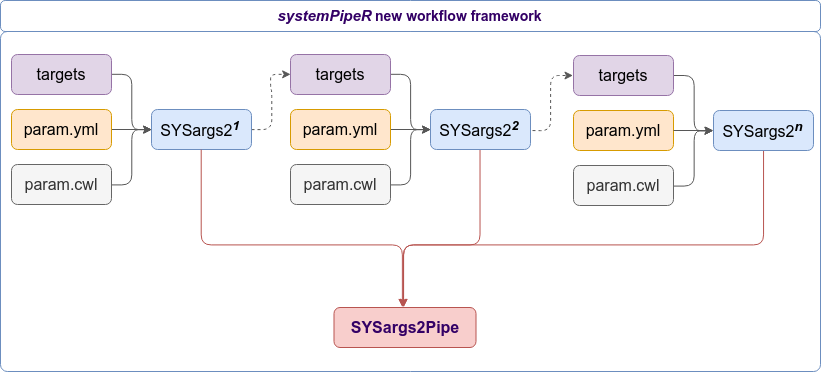 systemPipeR new workflow framework
targets
param.yml
param.cwl
SYSargs2¹
targets
param.yml
param.cwl
SYSargs2²
targets
param.yml
param.cwl
SYSargs2ⁿ
SYSargs2Pipe